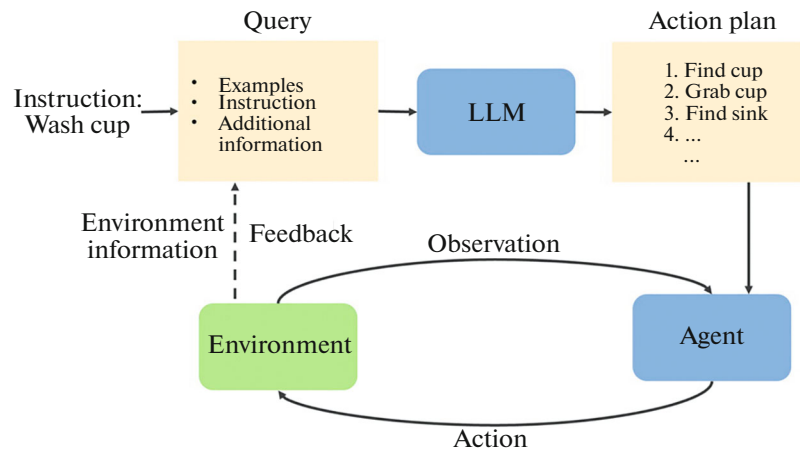 Query
Action plan
Instruction:
Wash cup
• Examples
• Instruction
• Additional
information
LLM
1. Find cup
2. Grab cup
3. Find sink
4. ...
...
Environment
information
Feedback
Observation
Environment
Agent
Action